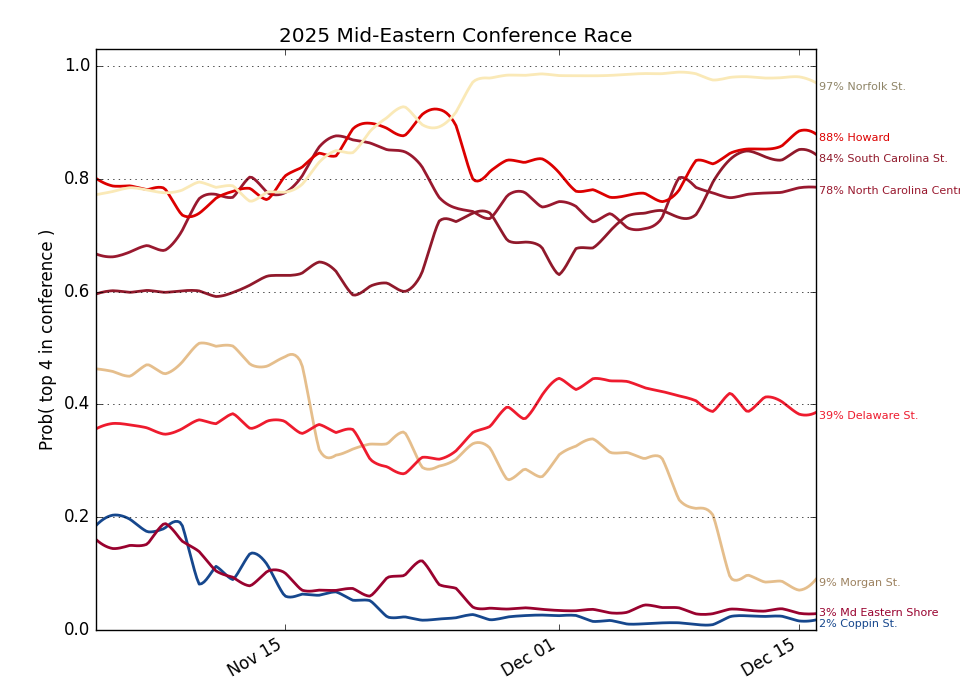 2025 Mid-Eastern Conference Race
1.0
0.8
0.6
0.4
0.2
0.0
Prob( top 4 in conference )
Nov 15
Dec 01
Dec 15
97% Norfolk St.
88% Howard
84% South Carolina St.
78% North Carolina Centr
39% Delaware St.
9% Morgan St.
3% Md Eastern Shore
2% Coppin St.